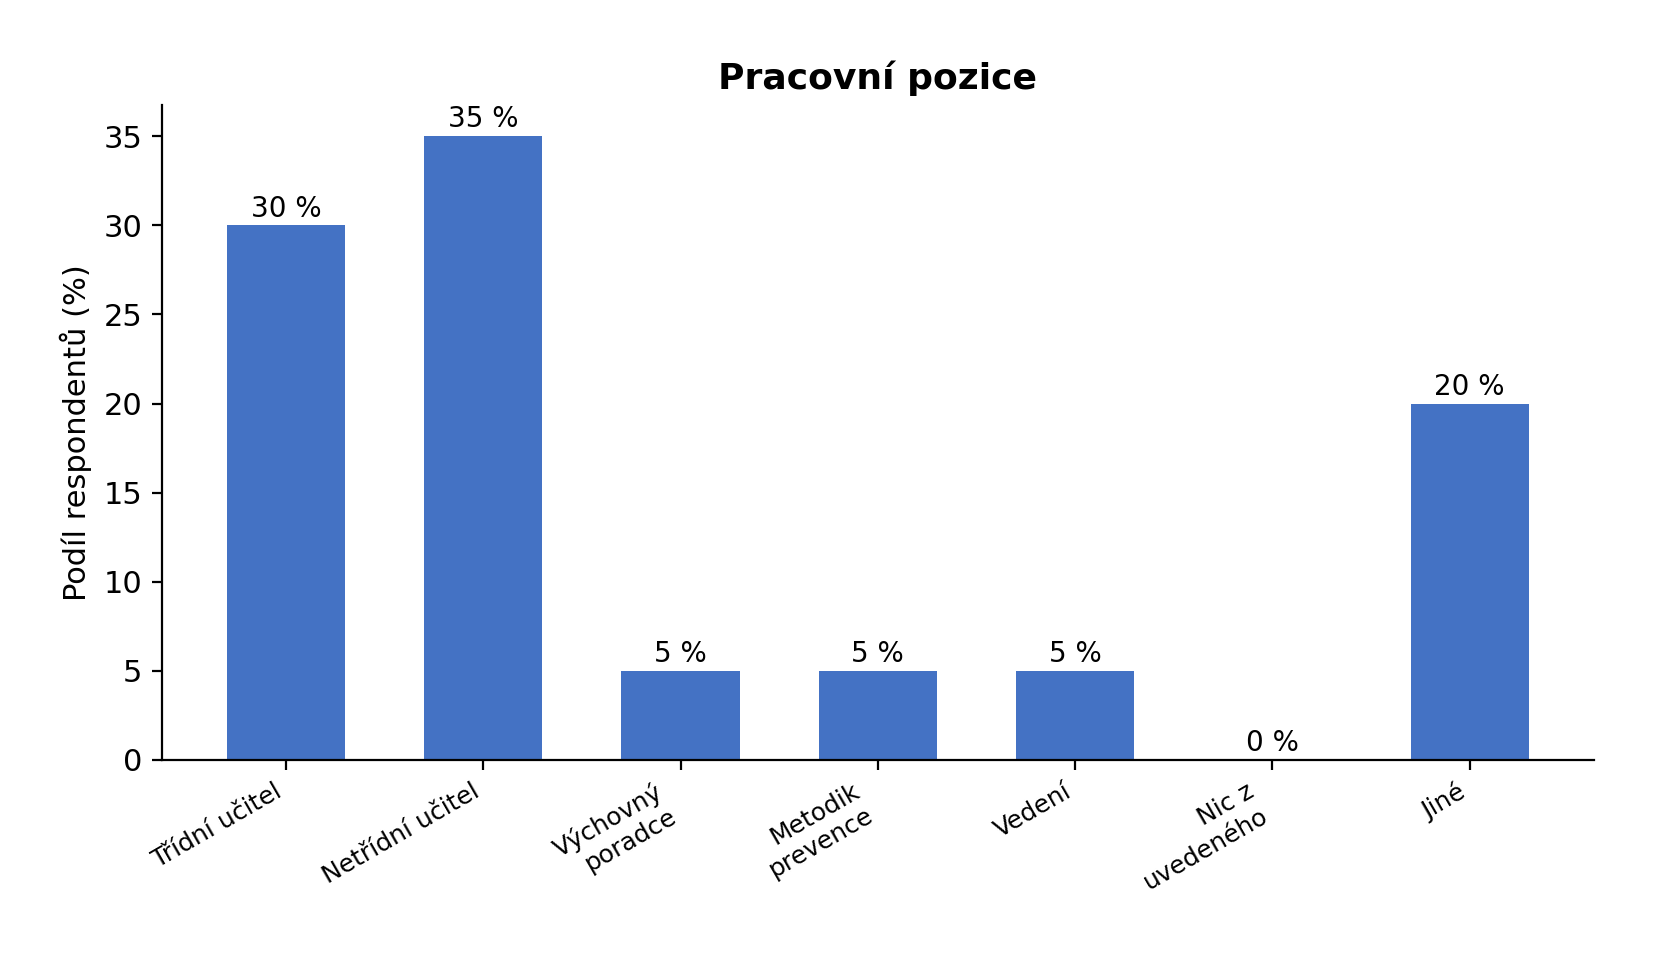 Pracovní pozice
Podíl respondentů (%)
35
30
25
20
15
10
5
0
30 %
35 %
5 %
5 %
5 %
0 %
20 %
Třídní učitel
Netřídní učitel
Výchovný
poradce
Metodik
prevence
Vedení
Nic z
uvedeného
Jiné